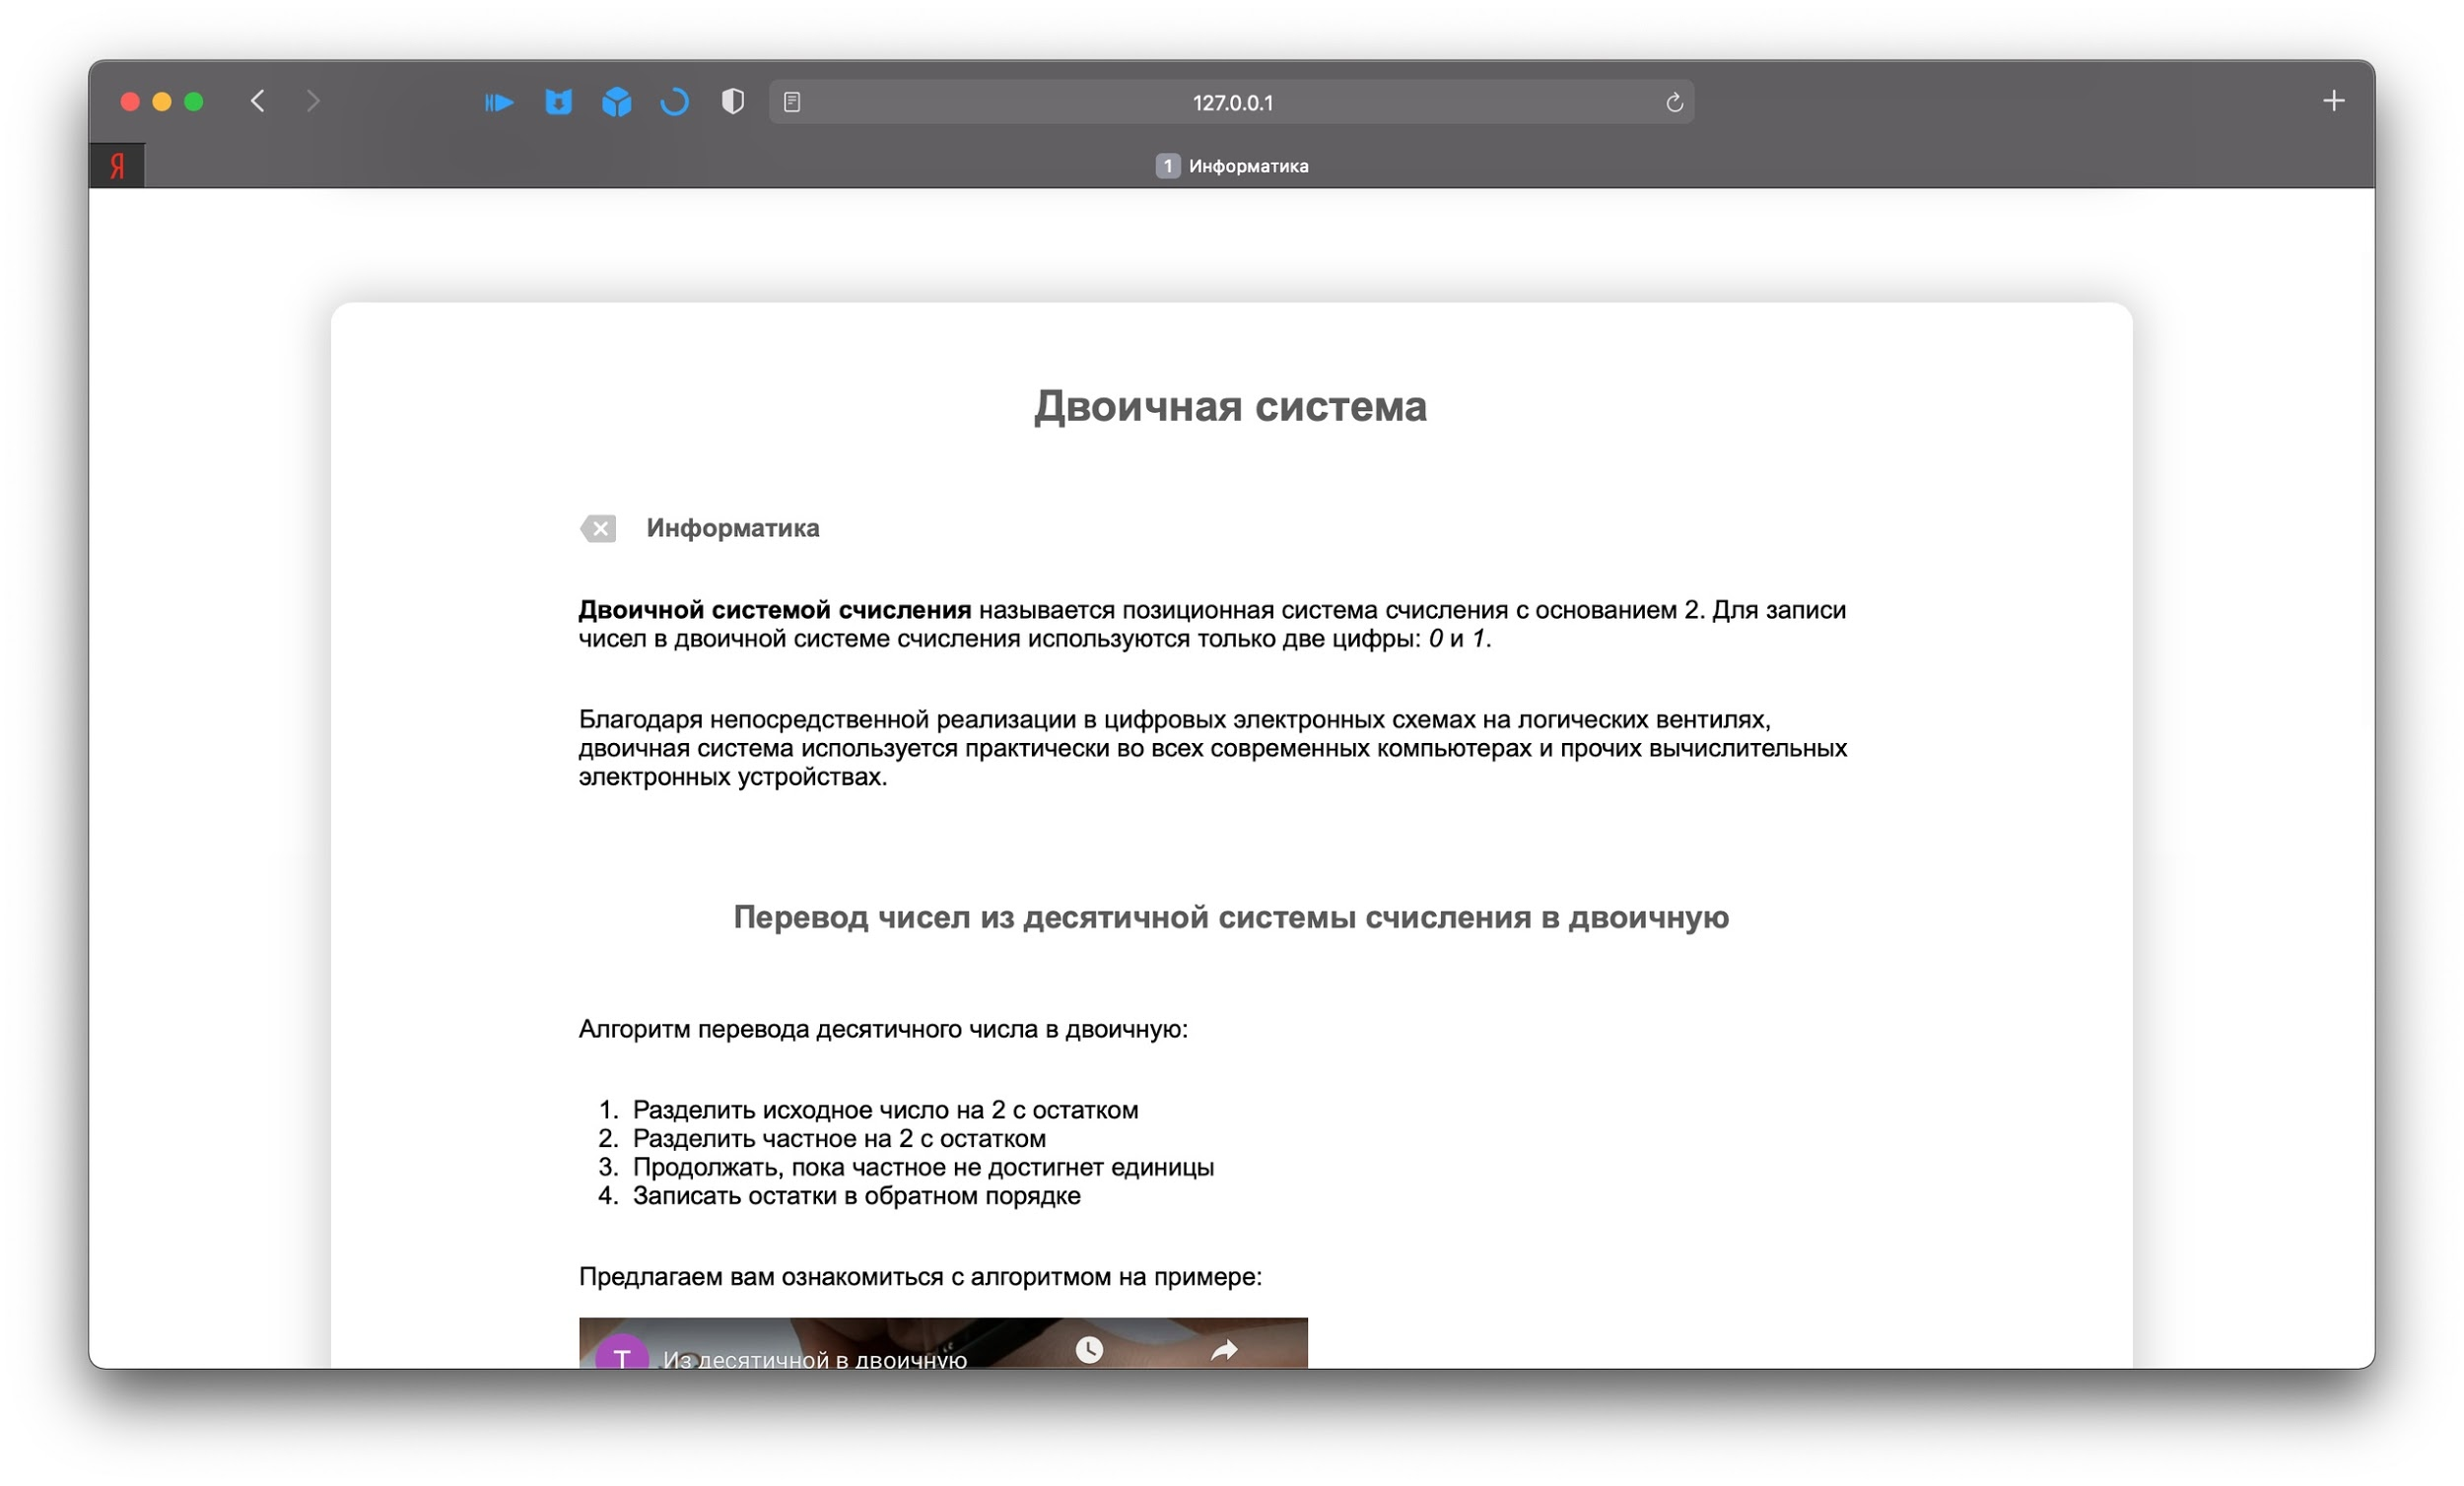 127.0.0.1
Я
1 Информатика
Двоичная система
Информатика
Двоичной системой счисления называется позиционная система счисления с основанием 2. Для записи
чисел в двоичной системе счисления используются только две цифры: 0 и 1.
Благодаря непосредственной реализации в цифровых электронных схемах на логических вентилях,
двоичная система используется практически во всех современных компьютерах и прочих вычислительных
электронных устройствах.
Перевод чисел из десятичной системы счисления в двоичную
Алгоритм перевода десятичного числа в двоичную:
1. Разделить исходное число на 2 с остатком
2. Разделить частное на 2 с остатком
3. Продолжать, пока частное не достигнет единицы
4. Записать остатки в обратном порядке
Предлагаем вам ознакомиться с алгоритмом на примере:
T Из десятичной в двоичную